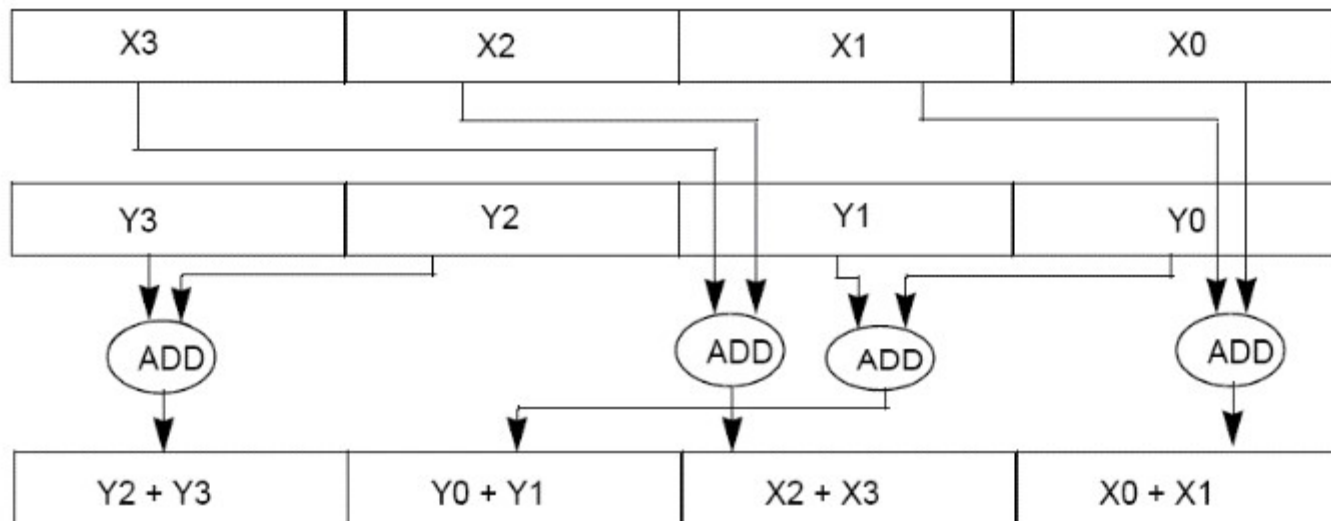 X3 X2 X1 X0
Y3 Y2 Y1 Y0
ADD ADD ADD ADD
Y2 + Y3 Y0 + Y1 X2 + X3 X0 + X1